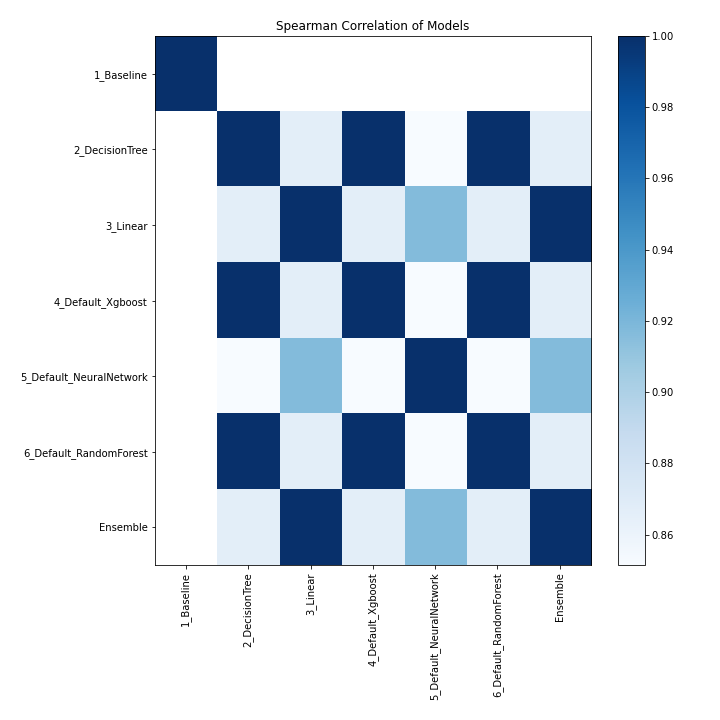 Spearman Correlation of Models
1_Baseline
2_DecisionTree
3_Linear
4_Default_Xgboost
5_Default_NeuralNetwork
6_Default_RandomForest
Ensemble
1_Baseline
2_DecisionTree
3_Linear
4_Default_Xgboost
5_Default_NeuralNetwork
6_Default_RandomForest
Ensemble
1.00
0.98
0.96
0.94
0.92
0.90
0.88
0.86